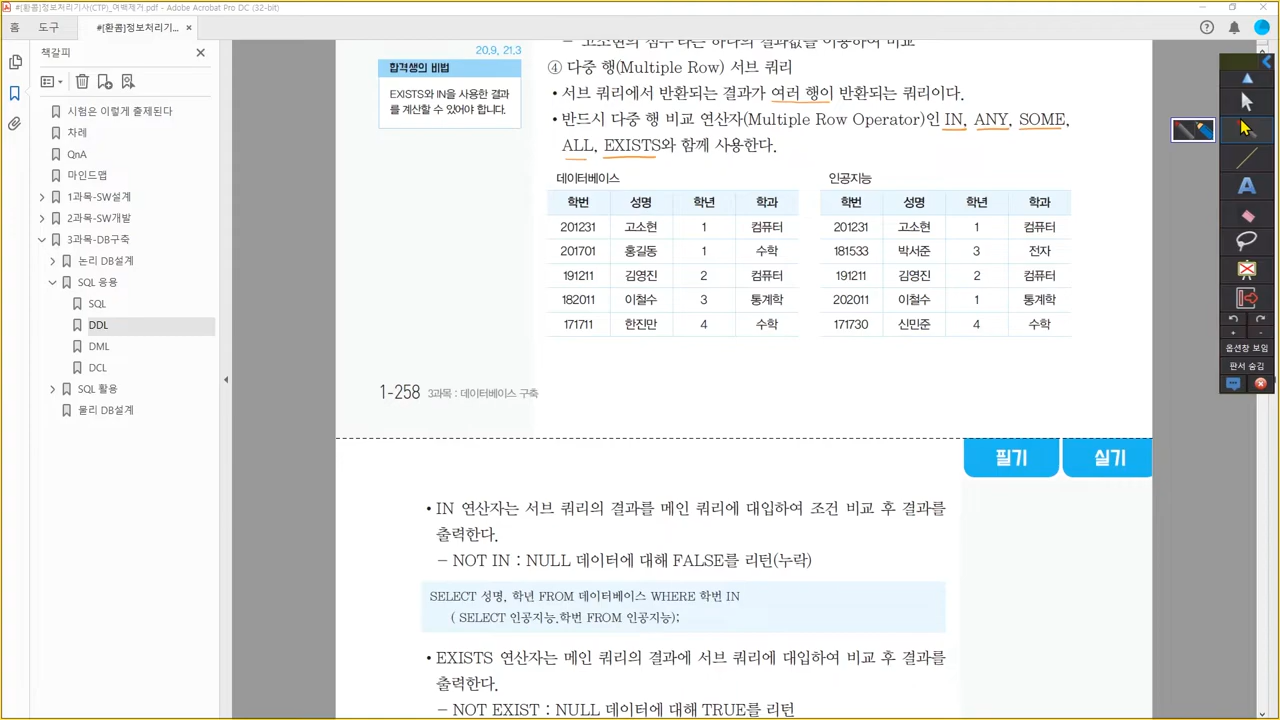 #[환콤]정보처리기사(CTP)_여백제거.pdf - Adobe Acrobat Pro DC (32-bit)
홈 도구 #[환콤]정보처리기... ×
책갈피
시험은 이렇게 출제된다
차례
QnA
마인드맵
1과목-SW설계
2과목-SW개발
3과목-DB구축
논리 DB설계
SQL 응용
SQL
DDL
DML
DCL
SQL 활용
물리 DB설계
20.9, 21.3
합격생의 비법
EXISTS와 IN을 사용한 결과
를 계산할 수 있어야 합니다.
– 고소현의 점수 라는 하나의 결과값을 이용하여 비교
④ 다중 행(Multiple Row) 서브 쿼리
• 서브 쿼리에서 반환되는 결과가 여러 행이 반환되는 쿼리이다.
• 반드시 다중 행 비교 연산자(Multiple Row Operator)인 IN, ANY, SOME,
ALL, EXISTS와 함께 사용한다.
데이터베이스
학번 성명 학년 학과
201231 고소현 1 컴퓨터
201701 홍길동 1 수학
191211 김영진 2 컴퓨터
182011 이철수 3 통계학
171711 한진만 4 수학
인공지능
학번 성명 학년 학과
201231 고소현 1 컴퓨터
181533 박서준 3 전자
191211 김영진 2 컴퓨터
202011 이철수 1 통계학
171730 신민준 4 수학
1-258 3과목 : 데이터베이스 구축
필기 실기
• IN 연산자는 서브 쿼리의 결과를 메인 쿼리에 대입하여 조건 비교 후 결과를
출력한다.
– NOT IN : NULL 데이터에 대해 FALSE를 리턴(누락)
SELECT 성명, 학년 FROM 데이터베이스 WHERE 학번 IN
( SELECT 인공지능.학번 FROM 인공지능);
• EXISTS 연산자는 메인 쿼리의 결과에 서브 쿼리에 대입하여 비교 후 결과를
출력한다.
– NOT EXIST : NULL 데이터에 대해 TRUE를 리턴
옵션창 보임
판서 숨김